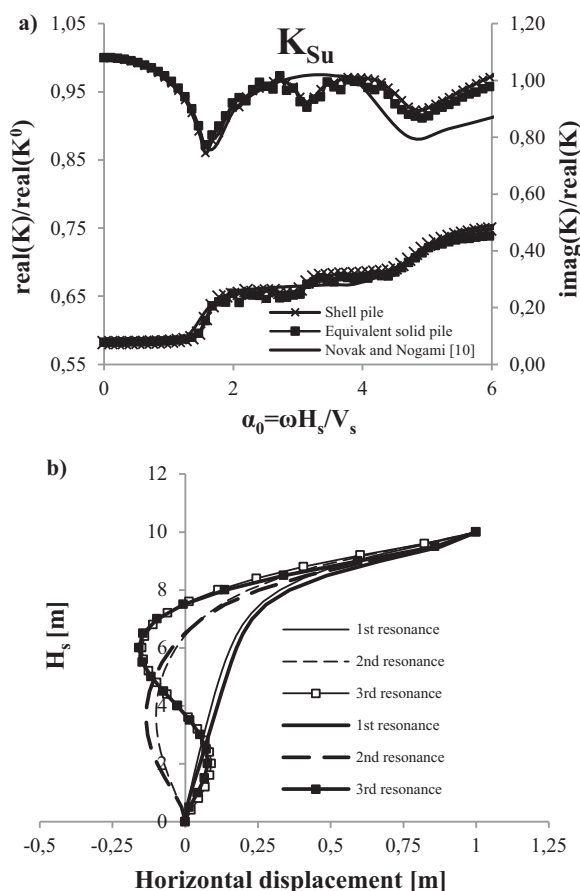 a)
K_Su
1,05
0,95
0,85
0,75
0,65
0,55
real(K)/real(K⁰)
1,20
1,00
0,80
0,60
0,40
0,20
0,00
imag(K)/real(K)
Shell pile
Equivalent solid pile
Novak and Nogami [10]
0 2 4 6
α₀=ωHₛ/Vₛ
b)
14
12
10
8
6
4
2
0
Hₛ [m]
1st resonance
2nd resonance
3rd resonance
1st resonance
2nd resonance
3rd resonance
-0,5 -0,25 0 0,25 0,5 0,75 1 1,25
Horizontal displacement [m]